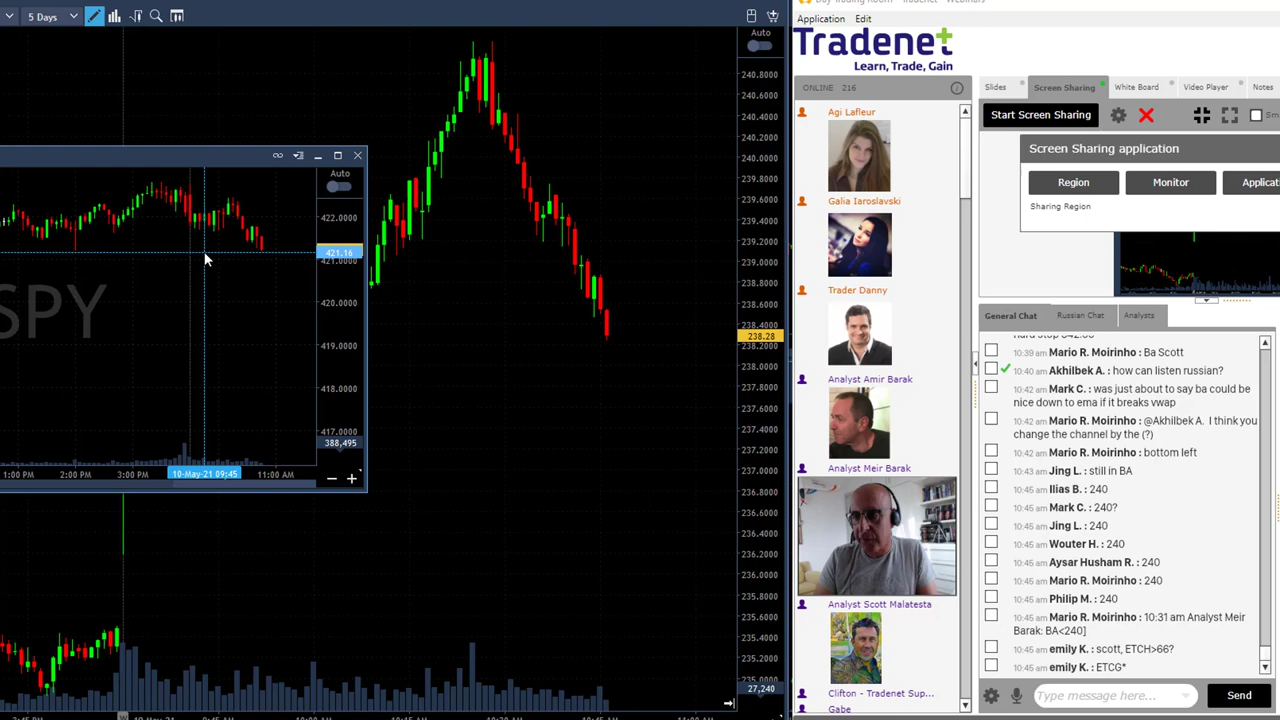 5 Days
Auto
240.8000
240.6000
240.4000
240.2000
240.0000
239.8000
239.6000
239.4000
239.2000
239.0000
238.8000
238.6000
238.4000
238.28
238.2000
238.0000
237.8000
237.6000
237.4000
237.2000
237.0000
236.8000
236.6000
236.4000
236.2000
236.0000
235.8000
235.6000
235.4000
235.2000
235.0000
27,240
Auto
422.0000
421.16
421.0000
420.0000
419.0000
418.0000
417.0000
388,495
SPY
1:00 PM
2:00 PM
3:00 PM
10-May-21 09:45
11:00 AM
Application
Edit
Tradenet
Learn, Trade, Gain
ONLINE 216
Agi Lafleur
Galia Iaroslavski
Trader Danny
Analyst Amir Barak
Analyst Meir Barak
Analyst Scott Malatesta
Clifton - Tradenet Sup...
Gabe
Slides
Screen Sharing
White Board
Video Player
Notes
Start Screen Sharing
Screen Sharing application
Region
Monitor
Sharing Region
General Chat
Russian Chat
Analysts
10:39 am Mario R. Moirinho : Ba Scott
10:40 am Akhilbek A. : how can listen russian?
10:42 am Mark C. : was just about to say ba could be
nice down to ema if it breaks vwap
10:42 am Mario R. Moirinho : @Akhilbek A. I think you
change the channel by the (?)
10:42 am Mario R. Moirinho : bottom left
10:43 am Jing L. : still in BA
10:45 am Ilias B. : 240
10:45 am Mark C. : 240?
10:45 am Jing L. : 240
10:45 am Wouter H. : 240
10:45 am Aysar Husham R. : 240
10:45 am Mario R. Moirinho : 240
10:45 am Philip M. : 240
10:45 am Mario R. Moirinho : 10:31 am Analyst Meir
Barak: BA<240]
10:45 am emily K. : scott, ETCH>66?
10:45 am emily K. : ETCG*
Type message here...
Send